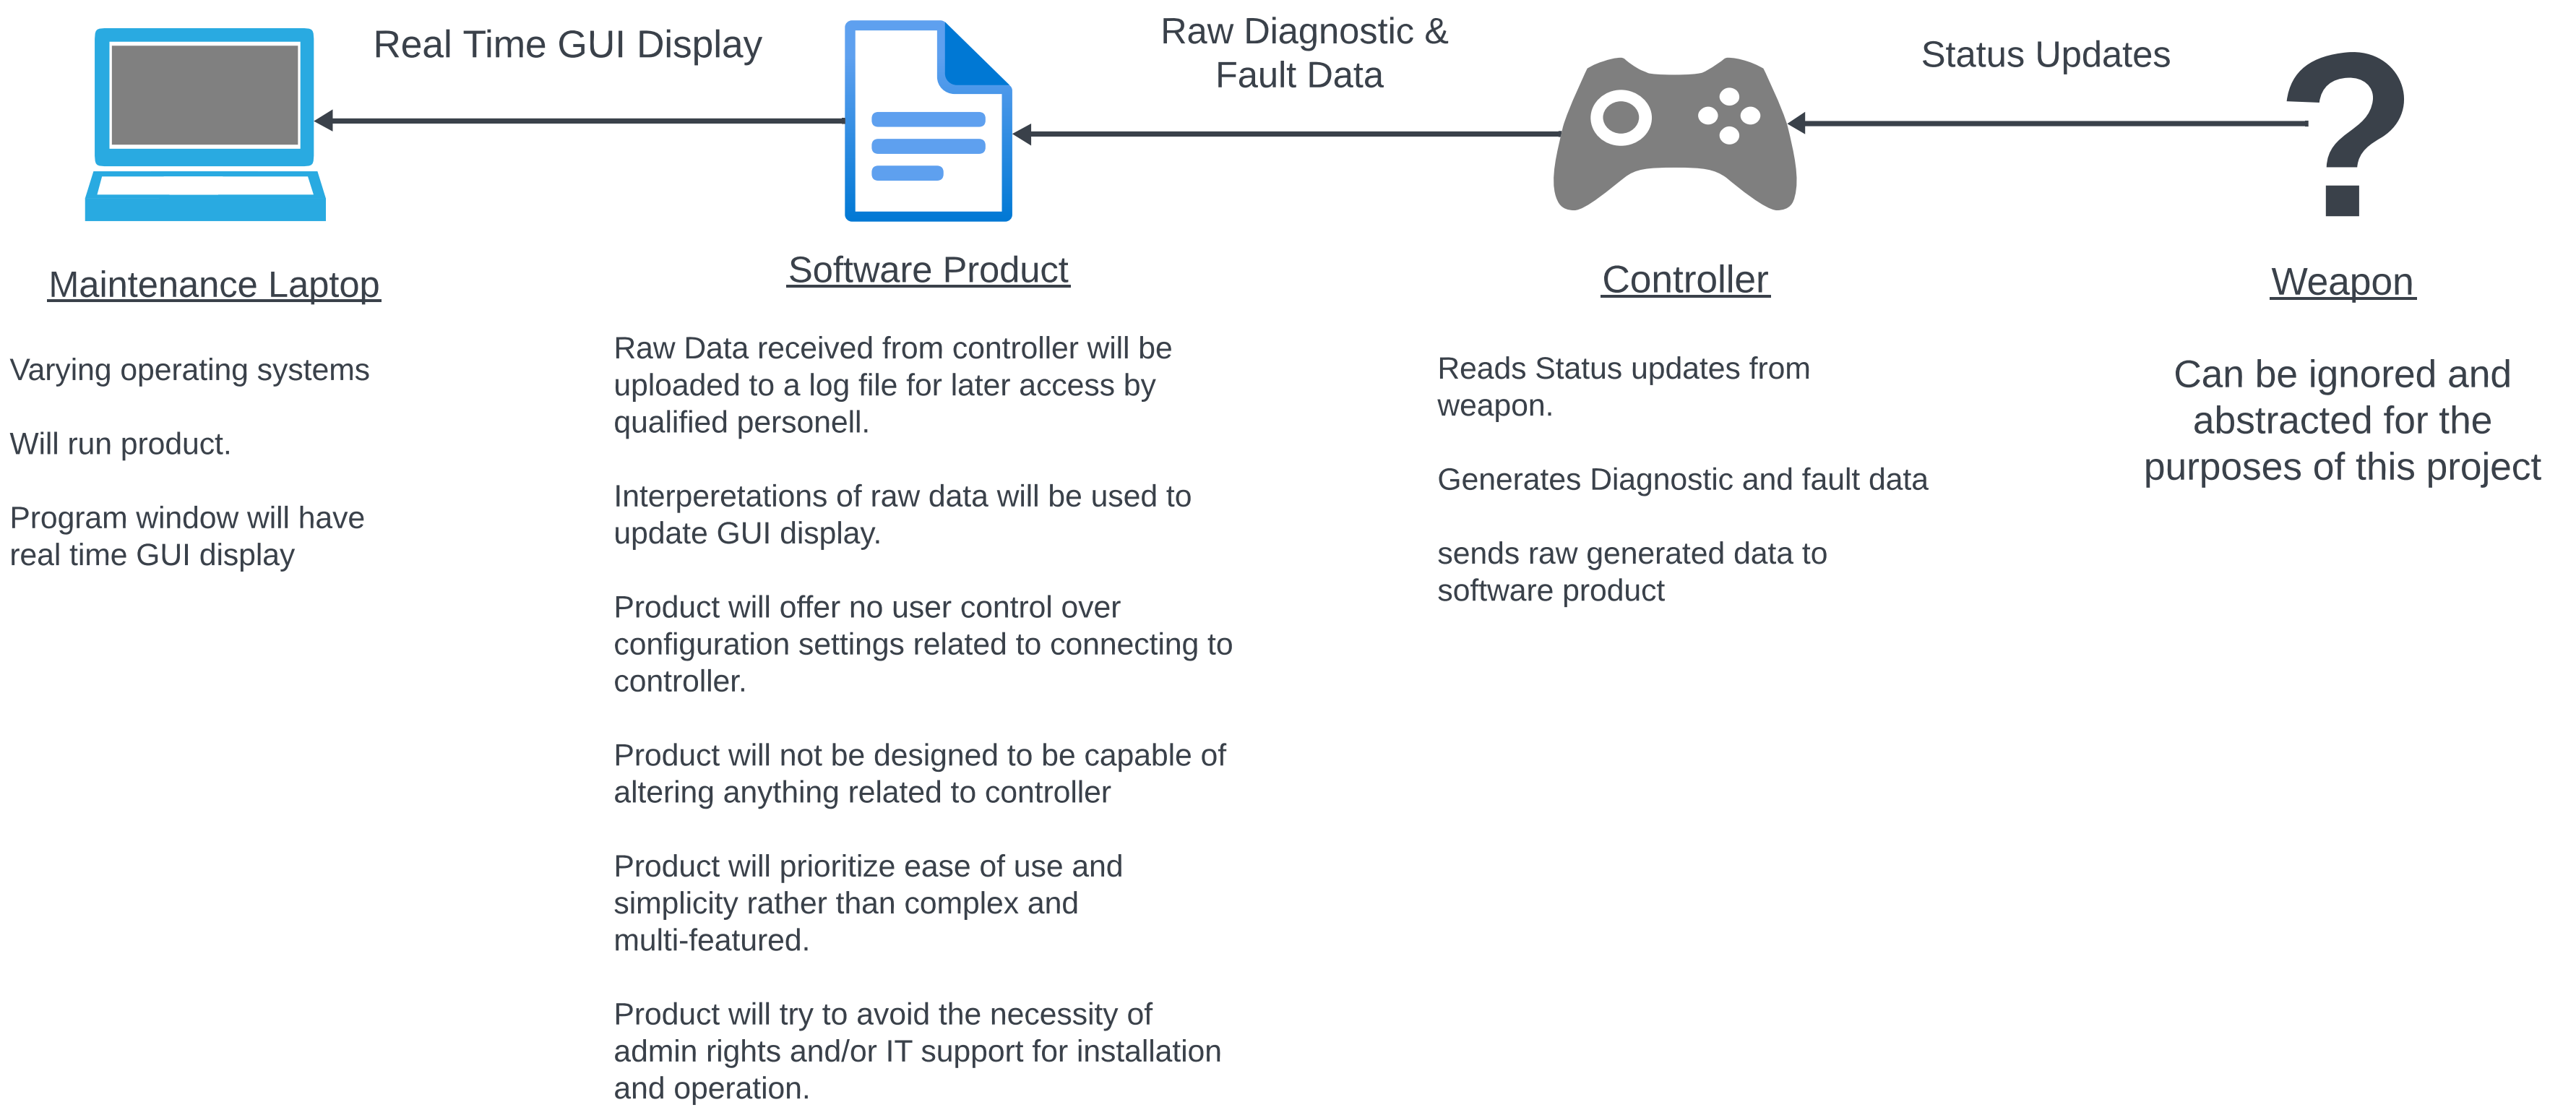 Real Time GUI Display
Raw Diagnostic &
Fault Data
Status Updates
?
Maintenance Laptop
Varying operating systems
Will run product.
Program window will have
real time GUI display
Software Product
Raw Data received from controller will be
uploaded to a log file for later access by
qualified personell.
Interperetations of raw data will be used to
update GUI display.
Product will offer no user control over
configuration settings related to connecting to
controller.
Product will not be designed to be capable of
altering anything related to controller
Product will prioritize ease of use and
simplicity rather than complex and
multi-featured.
Product will try to avoid the necessity of
admin rights and/or IT support for installation
and operation.
Controller
Reads Status updates from
weapon.
Generates Diagnostic and fault data
sends raw generated data to
software product
Weapon
Can be ignored and
abstracted for the
purposes of this project